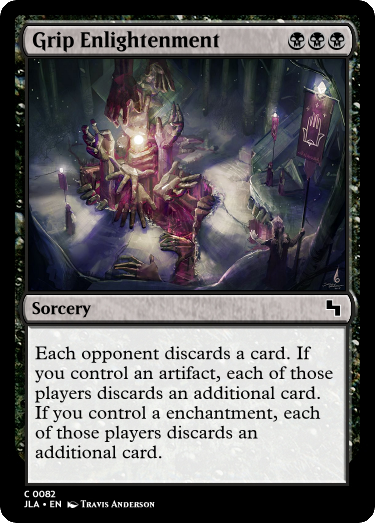 Grip Enlightenment
Sorcery
Each opponent discards a card. If
you control an artifact, each of those
players discards an additional card.
If you control a enchantment, each
of those players discards an
additional card.
C 0082
JLA • EN Travis Anderson